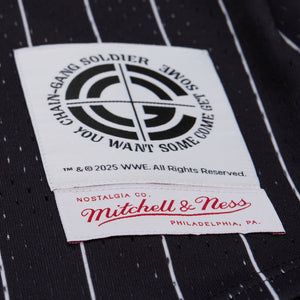 CHAIN-GANG SOLDIER
YOU WANT SOME COME GET SOME
™ & © 2025 WWE. All Rights Reserved.
NOSTALGIA CO.
Mitchell & Ness
PHILADELPHIA, PA.